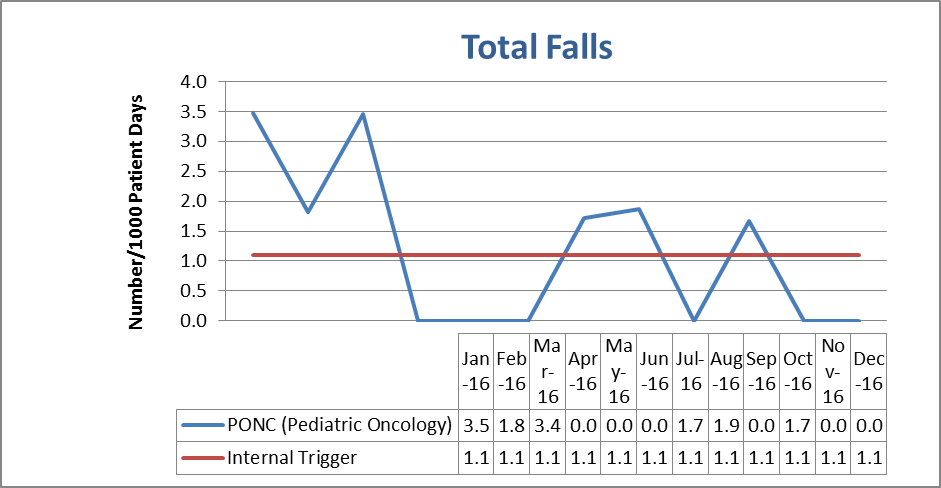 Total Falls
Number/1000 Patient Days
4.0
3.5
3.0
2.5
2.0
1.5
1.0
0.5
0.0
Jan Feb Ma Apr Ma Jun Jul- Aug Sep Oct No Dec
-16 -16 r- -16 y- -16 16 -16 -16 -16 v- -16
16 16 16
PONC (Pediatric Oncology) 3.5 1.8 3.4 0.0 0.0 0.0 1.7 1.9 0.0 1.7 0.0 0.0
Internal Trigger 1.1 1.1 1.1 1.1 1.1 1.1 1.1 1.1 1.1 1.1 1.1 1.1